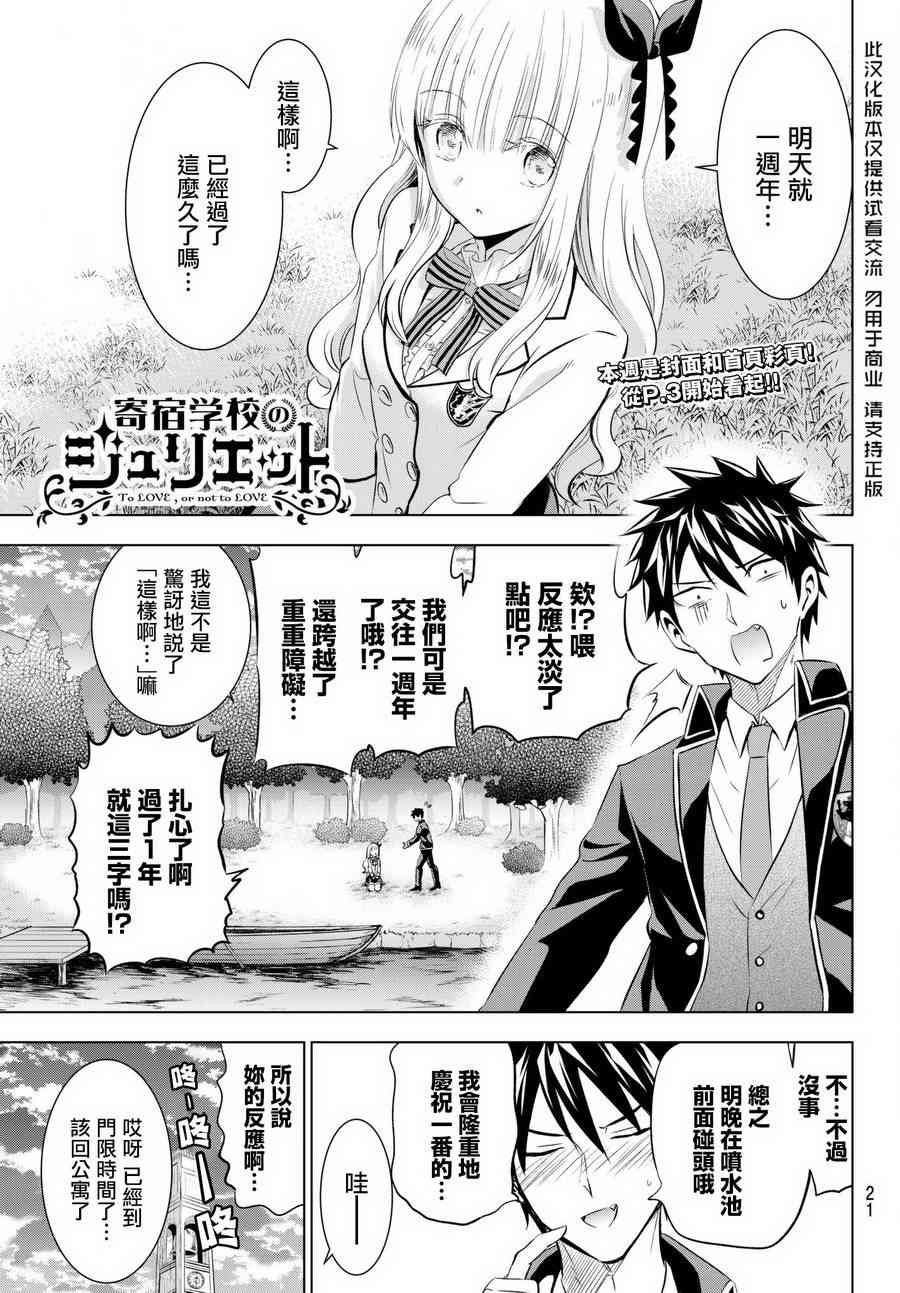 明天就
一週年…
這樣啊…
已經過了
這麼久了嗎…
本週是封面和首頁彩頁!
從P.3開始看起!!
寄宿学校の
ジュリエット
To LOVE, or not to LOVE
此汉化版本仅提供试看交流 勿用于商业 请支持正版
欸!?喂
反應太淡了
點吧!?
我們可是
交往一週年
了哦!?
還跨越了
重重障礙…
我這不是
驚訝地說了
「這樣啊…」嘛
扎心了啊
過了1年
就這三字嗎!?
不…不過
沒事
總之
明晚在噴水池
前面碰頭哦
我會隆重地
慶祝一番的…
哇——
所以說
妳的反應啊…
咚·咚——咚
哎呀 已經到
門限時間了…
該回公寓了
21